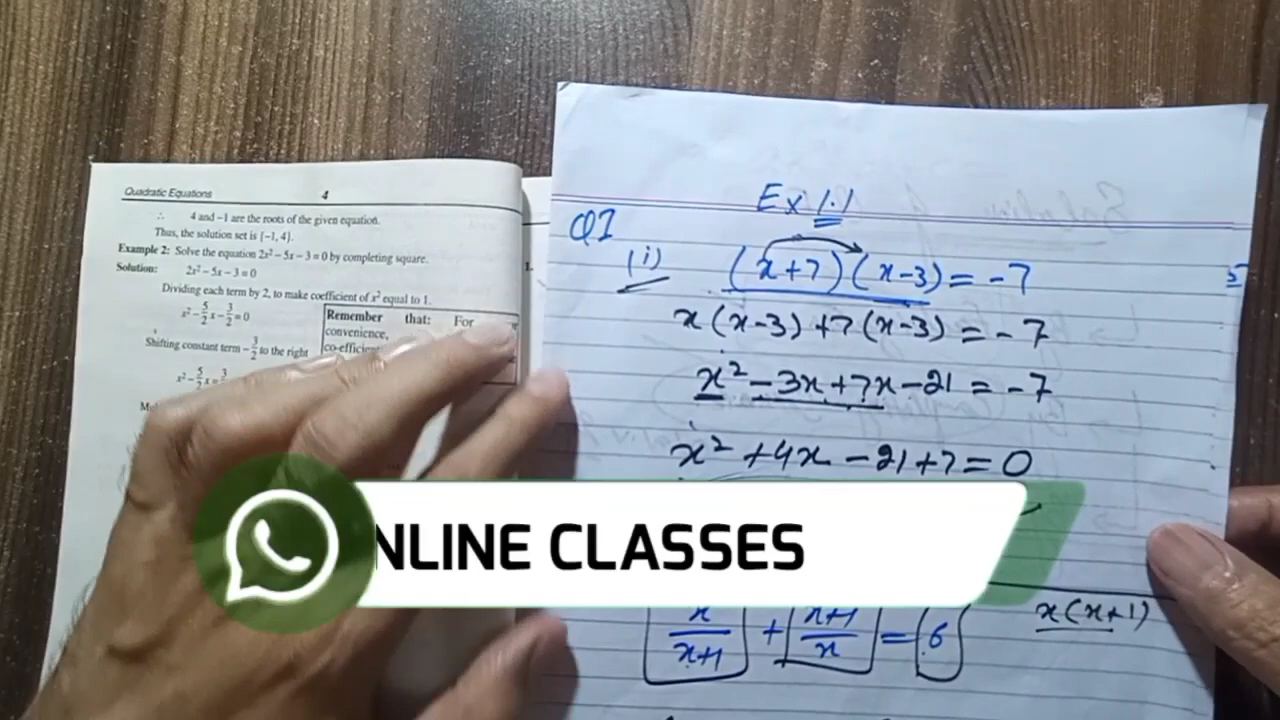 Quadratic Equations 4
∴ 4 and −1 are the roots of the given equation.
Thus, the solution set is {−1, 4}.
Example 2: Solve the equation 2x² − 5x − 3 = 0 by completing square.
Solution: 2x² − 5x − 3 = 0
Dividing each term by 2, to make coefficient of x² equal to 1.
x² − 5/2 x − 3/2 = 0
Remember that: For
convenience,
Shifting constant term − 3/2 to the right
x² − 5/2 x = 3/2
Ex 1.1
Q1
(i) (x+7)(x−3) = −7
x(x−3) +7(x−3) = −7
x² −3x+7x−21 = −7
x² +4x −21+7 = 0
NLINE CLASSES
x/(x+1) + (x+1)/x = 6
x(x+1)